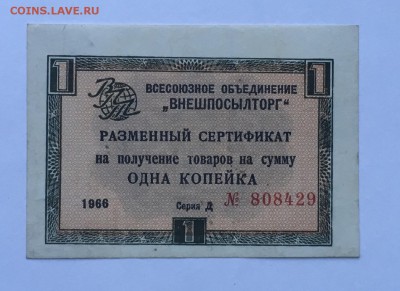 COINS.LAVE.RU
1 1
ВПТ
ВСЕСОЮЗНОЕ ОБЪЕДИНЕНИЕ
„ВНЕШПОСЫЛТОРГ"
РАЗМЕННЫЙ СЕРТИФИКАТ
на получение товаров на сумму
ОДНА КОПЕЙКА
1966 Серия Д № 808429
1